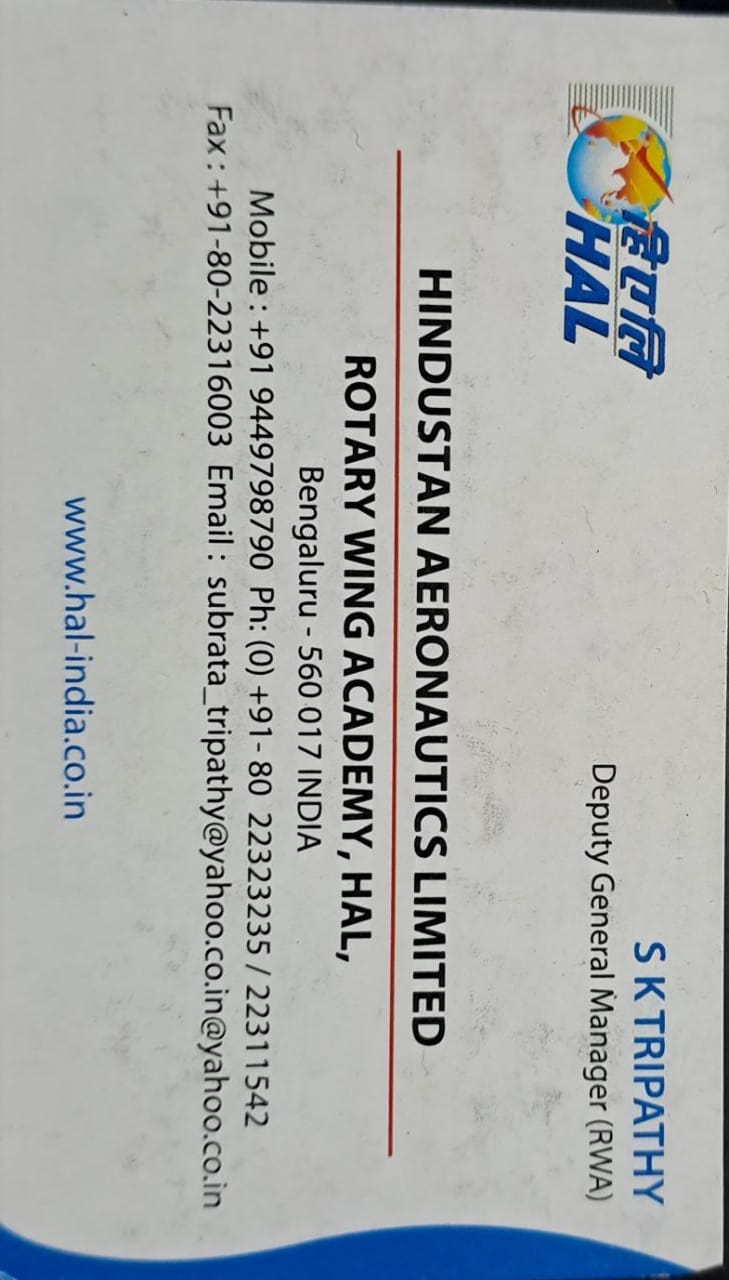 हिएलि
HAL
S K TRIPATHY
Deputy General Manager (RWA)
HINDUSTAN AERONAUTICS LIMITED
ROTARY WING ACADEMY, HAL,
Bengaluru - 560 017 INDIA
Mobile : +91 9449798790 Ph: (0) +91- 80 22323235 / 22311542
Fax : +91-80-22316003 Email : subrata_tripathy@yahoo.co.in@yahoo.co.in
www.hal-india.co.in